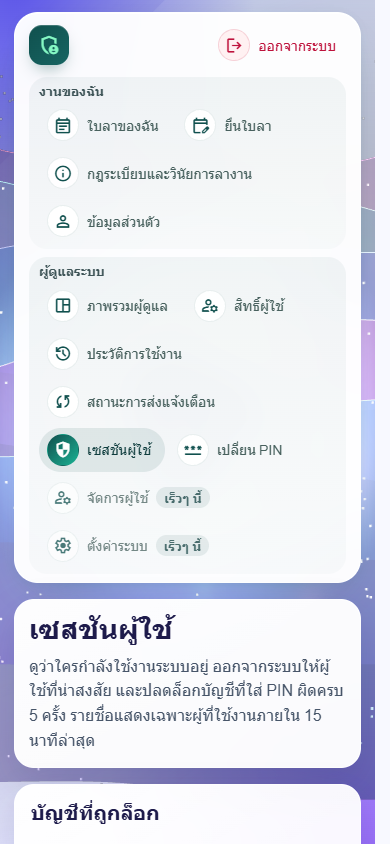 ออกจากระบบ
งานของฉัน
ใบลาของฉัน ยื่นใบลา
กฎระเบียบและวินัยการลางาน
ข้อมูลส่วนตัว
ผู้ดูแลระบบ
ภาพรวมผู้ดูแล สิทธิ์ผู้ใช้
ประวัติการใช้งาน
สถานะการส่งแจ้งเตือน
เซสชันผู้ใช้ เปลี่ยน PIN
จัดการผู้ใช้ เร็วๆ นี้
ตั้งค่าระบบ เร็วๆ นี้
เซสชันผู้ใช้
ดูว่าใครกำลังใช้งานระบบอยู่ ออกจากระบบให้ผู้
ใช้ที่น่าสงสัย และปลดล็อกบัญชีที่ใส่ PIN ผิดครบ
5 ครั้ง รายชื่อแสดงเฉพาะผู้ที่ใช้งานภายใน 15
นาทีล่าสุด
บัญชีที่ถูกล็อก